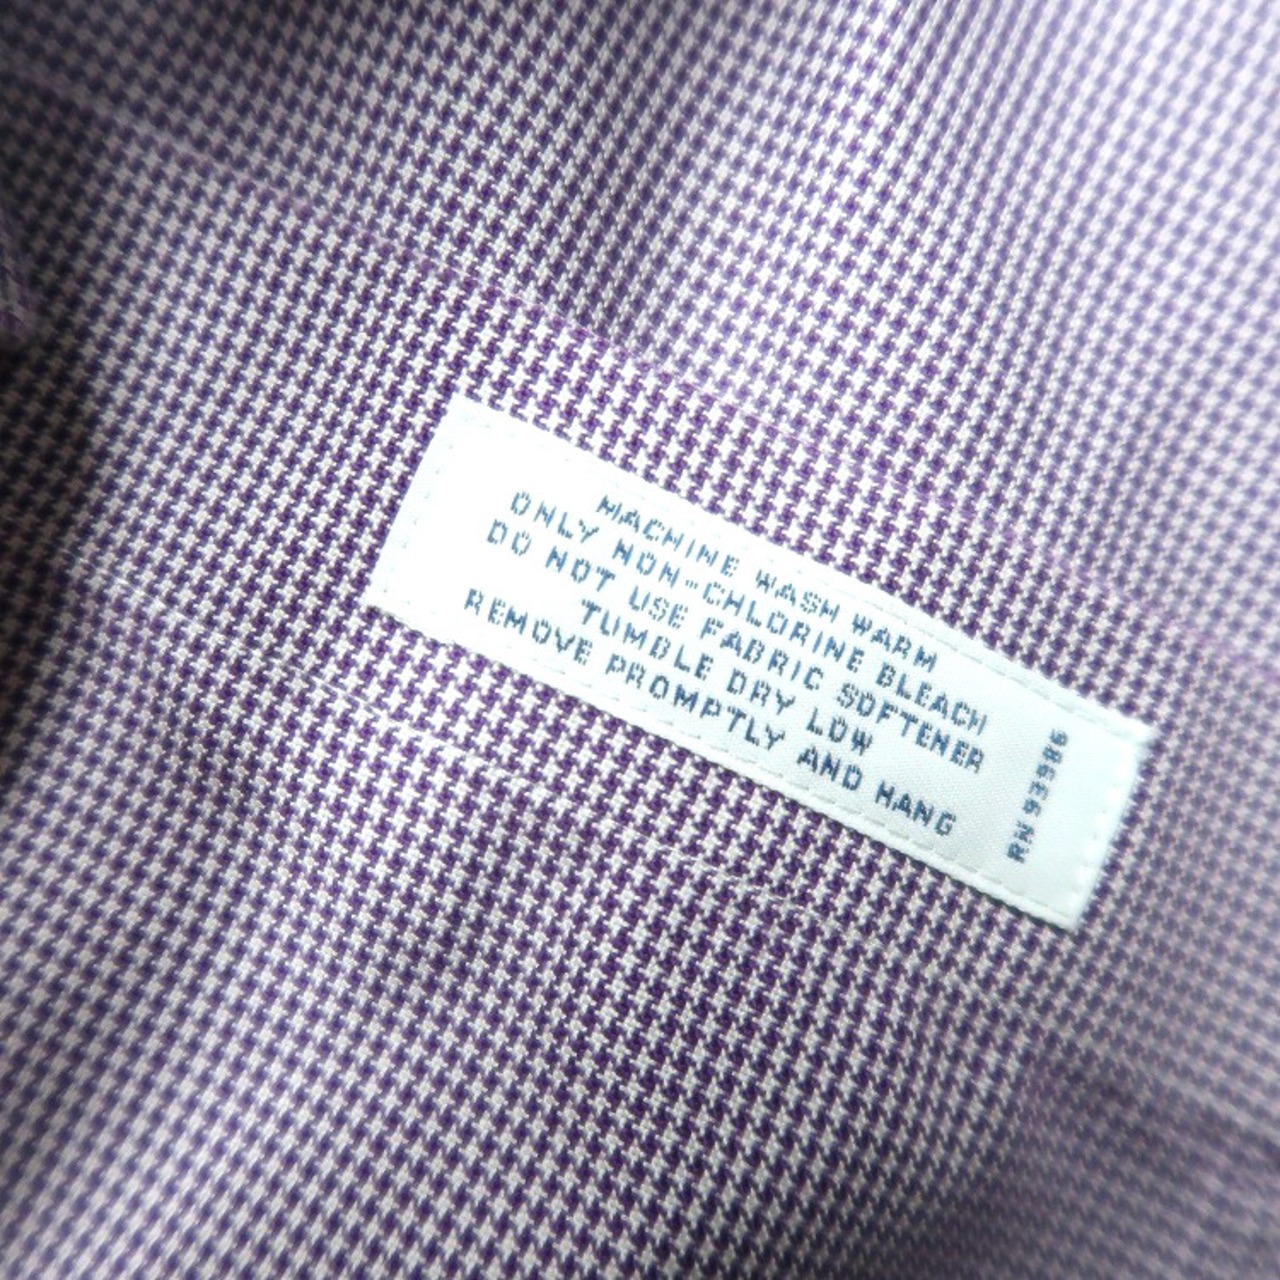 MACHINE WASH WARM
ONLY NON-CHLORINE BLEACH
DO NOT USE FABRIC SOFTENER
TUMBLE DRY LOW
REMOVE PROMPTLY AND HANG
RN 93986